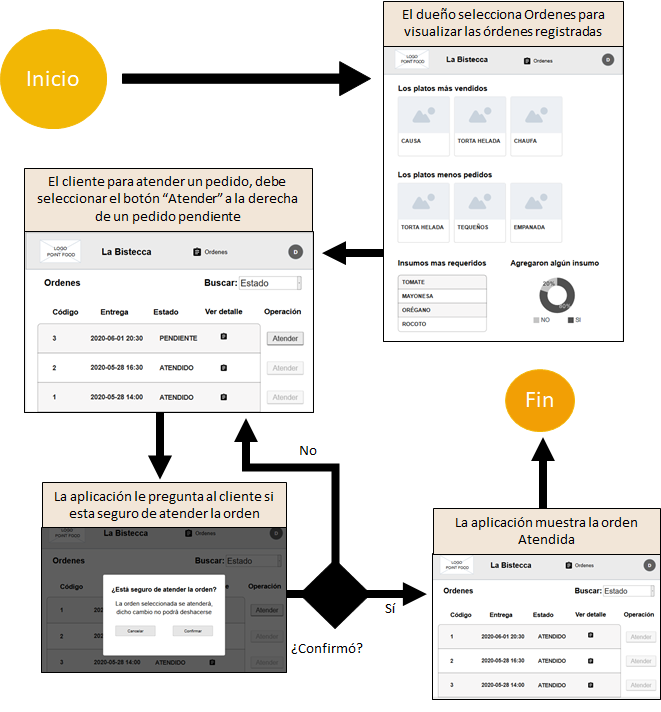 Inicio
El dueño selecciona Ordenes para
visualizar las órdenes registradas
LOGO
POINT FOOD
La Bistecca
Ordenes
D
Los platos más vendidos
CAUSA
TORTA HELADA
CHAUFA
Los platos menos pedidos
TORTA HELADA
TEQUEÑOS
EMPANADA
Insumos mas requeridos
TOMATE
MAYONESA
ORÉGANO
ROCOTO
Agregaron algún insumo
20%
80%
NO
SI
El cliente para atender un pedido, debe
seleccionar el botón “Atender” a la derecha
de un pedido pendiente
LOGO
POINT FOOD
La Bistecca
Ordenes
D
Ordenes
Buscar: Estado
Código Entrega Estado Ver detalle Operación
3 2020-06-01 20:30 PENDIENTE Atender
2 2020-05-28 16:30 ATENDIDO Atender
1 2020-05-28 14:00 ATENDIDO Atender
No
La aplicación le pregunta al cliente si
esta seguro de atender la orden
LOGO
POINT FOOD
La Bistecca
Ordenes
D
Ordenes
Buscar: Estado
Código
Operación
¿Está seguro de atender la orden?
La orden seleccionada se atenderá,
dicho cambio no podrá deshacerse
Cancelar
Confirmar
1 Atender
2 Atender
3 2020-05-28 14:00 ATENDIDO Atender
¿Confirmó?
Sí
La aplicación muestra la orden
Atendida
LOGO
POINT FOOD
La Bistecca
Ordenes
D
Ordenes
Buscar: Estado
Código Entrega Estado Ver detalle Operación
1 2020-06-01 20:30 ATENDIDO Atender
2 2020-05-28 16:30 ATENDIDO Atender
3 2020-05-28 14:00 ATENDIDO Atender
Fin